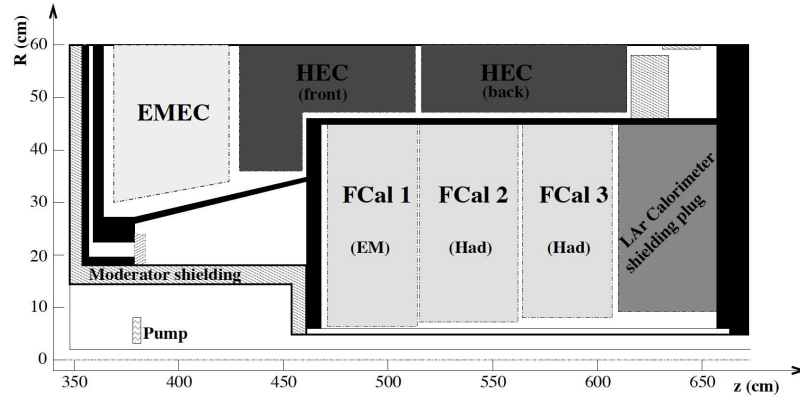 R (cm)
60
50
40
30
20
10
0
EMEC
HEC
(front)
HEC
(back)
FCal 1
(EM)
FCal 2
(Had)
FCal 3
(Had)
LAr Calorimeter
shielding plug
Moderator shielding
Pump
350
400
450
500
550
600
650
z (cm)